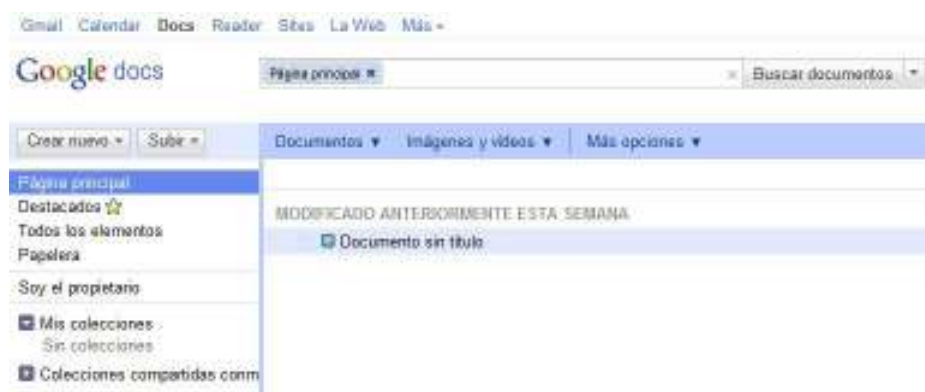 Gmail Calendar Docs Reader Sites La Web Más
Google docs
Página principal × Buscar documentos
Crear nuevo Subir Documentos Imágenes y vídeos Más opciones
Página principal
Destacados
Todos los elementos
Papelera
Soy el propietario
Mis colecciones
Sin colecciones
Colecciones compartidas conm
MODIFICADO ANTERIORMENTE ESTA SEMANA
Documento sin título